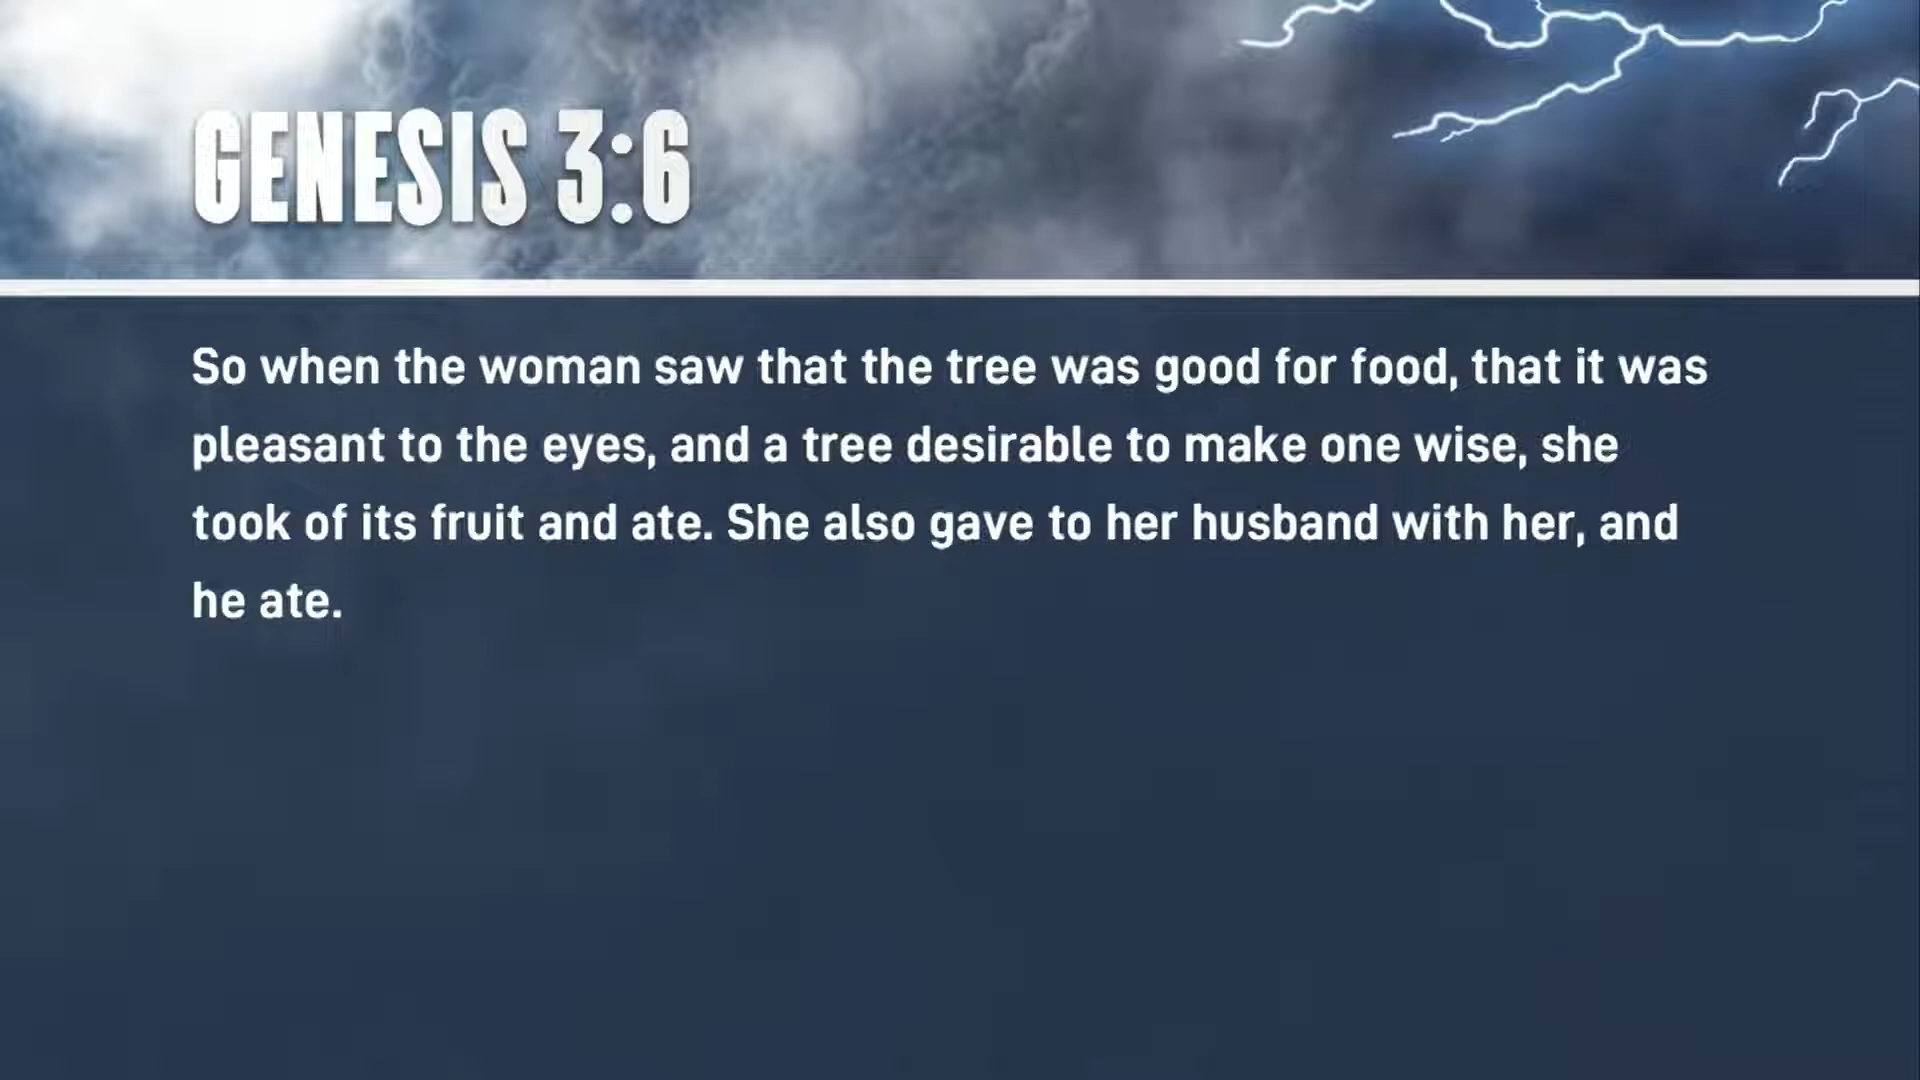 GENESIS 3:6
So when the woman saw that the tree was good for food, that it was
pleasant to the eyes, and a tree desirable to make one wise, she
took of its fruit and ate. She also gave to her husband with her, and
he ate.